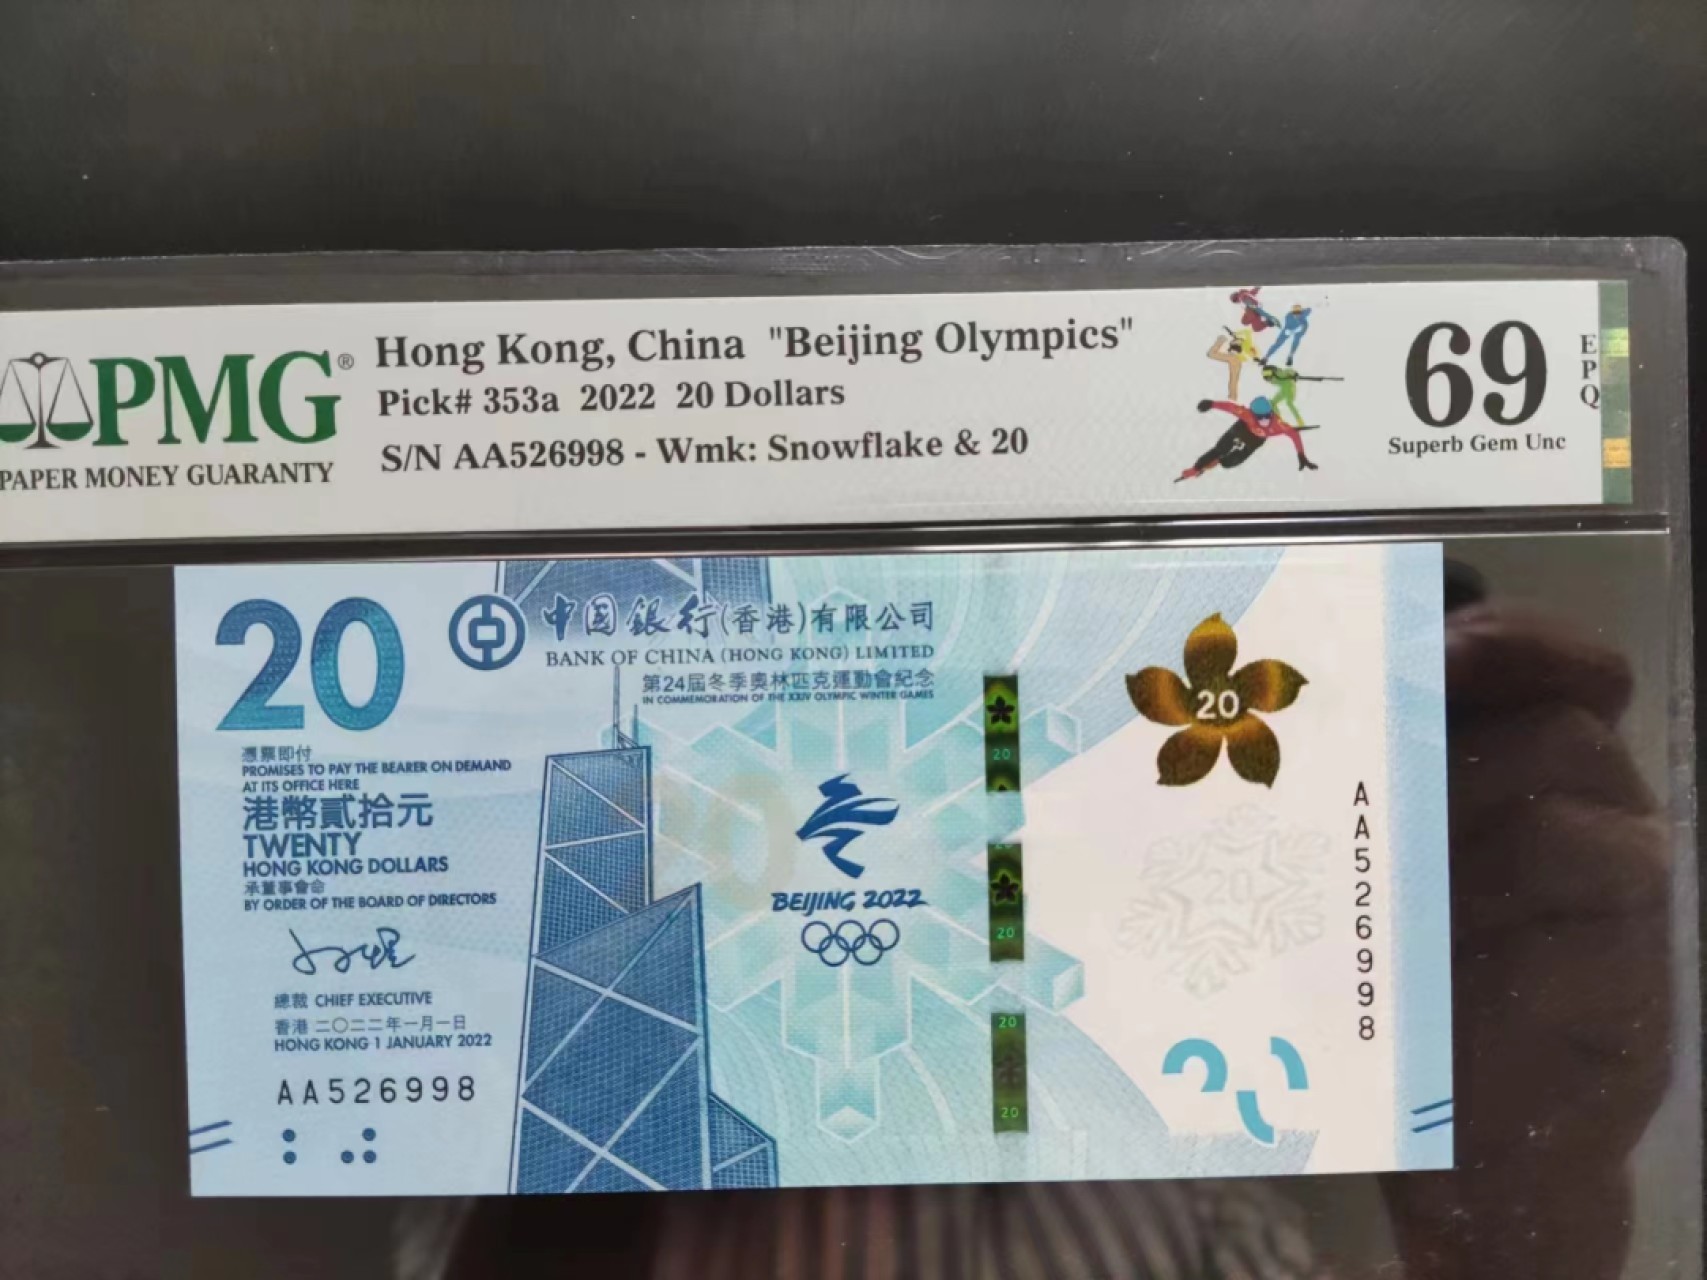 PMG®
PAPER MONEY GUARANTY
Hong Kong, China "Beijing Olympics"
Pick# 353a 2022 20 Dollars
S/N AA526998 - Wmk: Snowflake & 20
69
EPQ
Superb Gem Unc
20
中国銀行(香港)有限公司
BANK OF CHINA (HONG KONG) LIMITED
第24屆冬季奧林匹克運動會紀念
IN COMMEMORATION OF THE XXIV OLYMPIC WINTER GAMES
憑票即付
PROMISES TO PAY THE BEARER ON DEMAND
AT ITS OFFICE HERE
港幣貳拾元
TWENTY
HONG KONG DOLLARS
承董事會命
BY ORDER OF THE BOARD OF DIRECTORS
總裁 CHIEF EXECUTIVE
香港 二〇二二年一月一日
HONG KONG 1 JANUARY 2022
AA526998
BEIJING 2022
20
20
20
20
20
20
AA526998